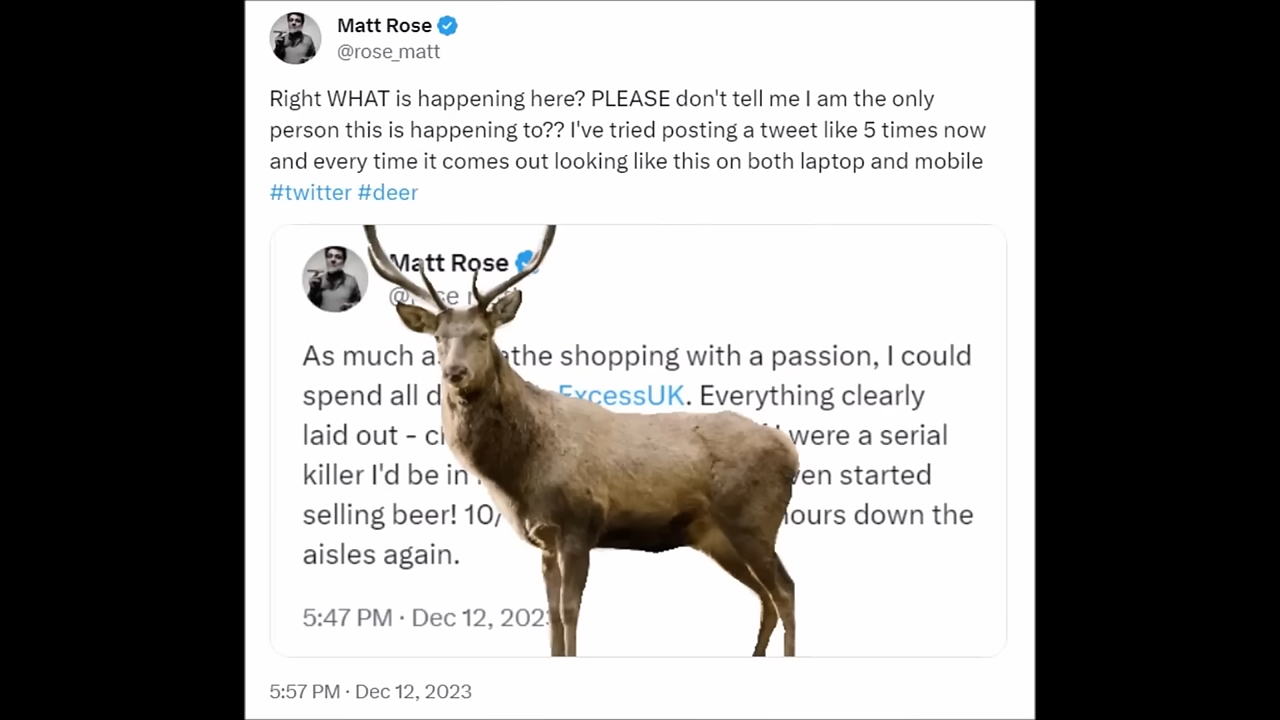 Matt Rose
@rose_matt
Right WHAT is happening here? PLEASE don't tell me I am the only
person this is happening to?? I've tried posting a tweet like 5 times now
and every time it comes out looking like this on both laptop and mobile
#twitter #deer
Matt Rose
As much the shopping with a passion, I could
spend all ExcessUK. Everything clearly
laid out - were a serial
killer I'd be in started
selling beer! down the
aisles again.
5:47 PM · Dec 12,
5:57 PM · Dec 12, 2023